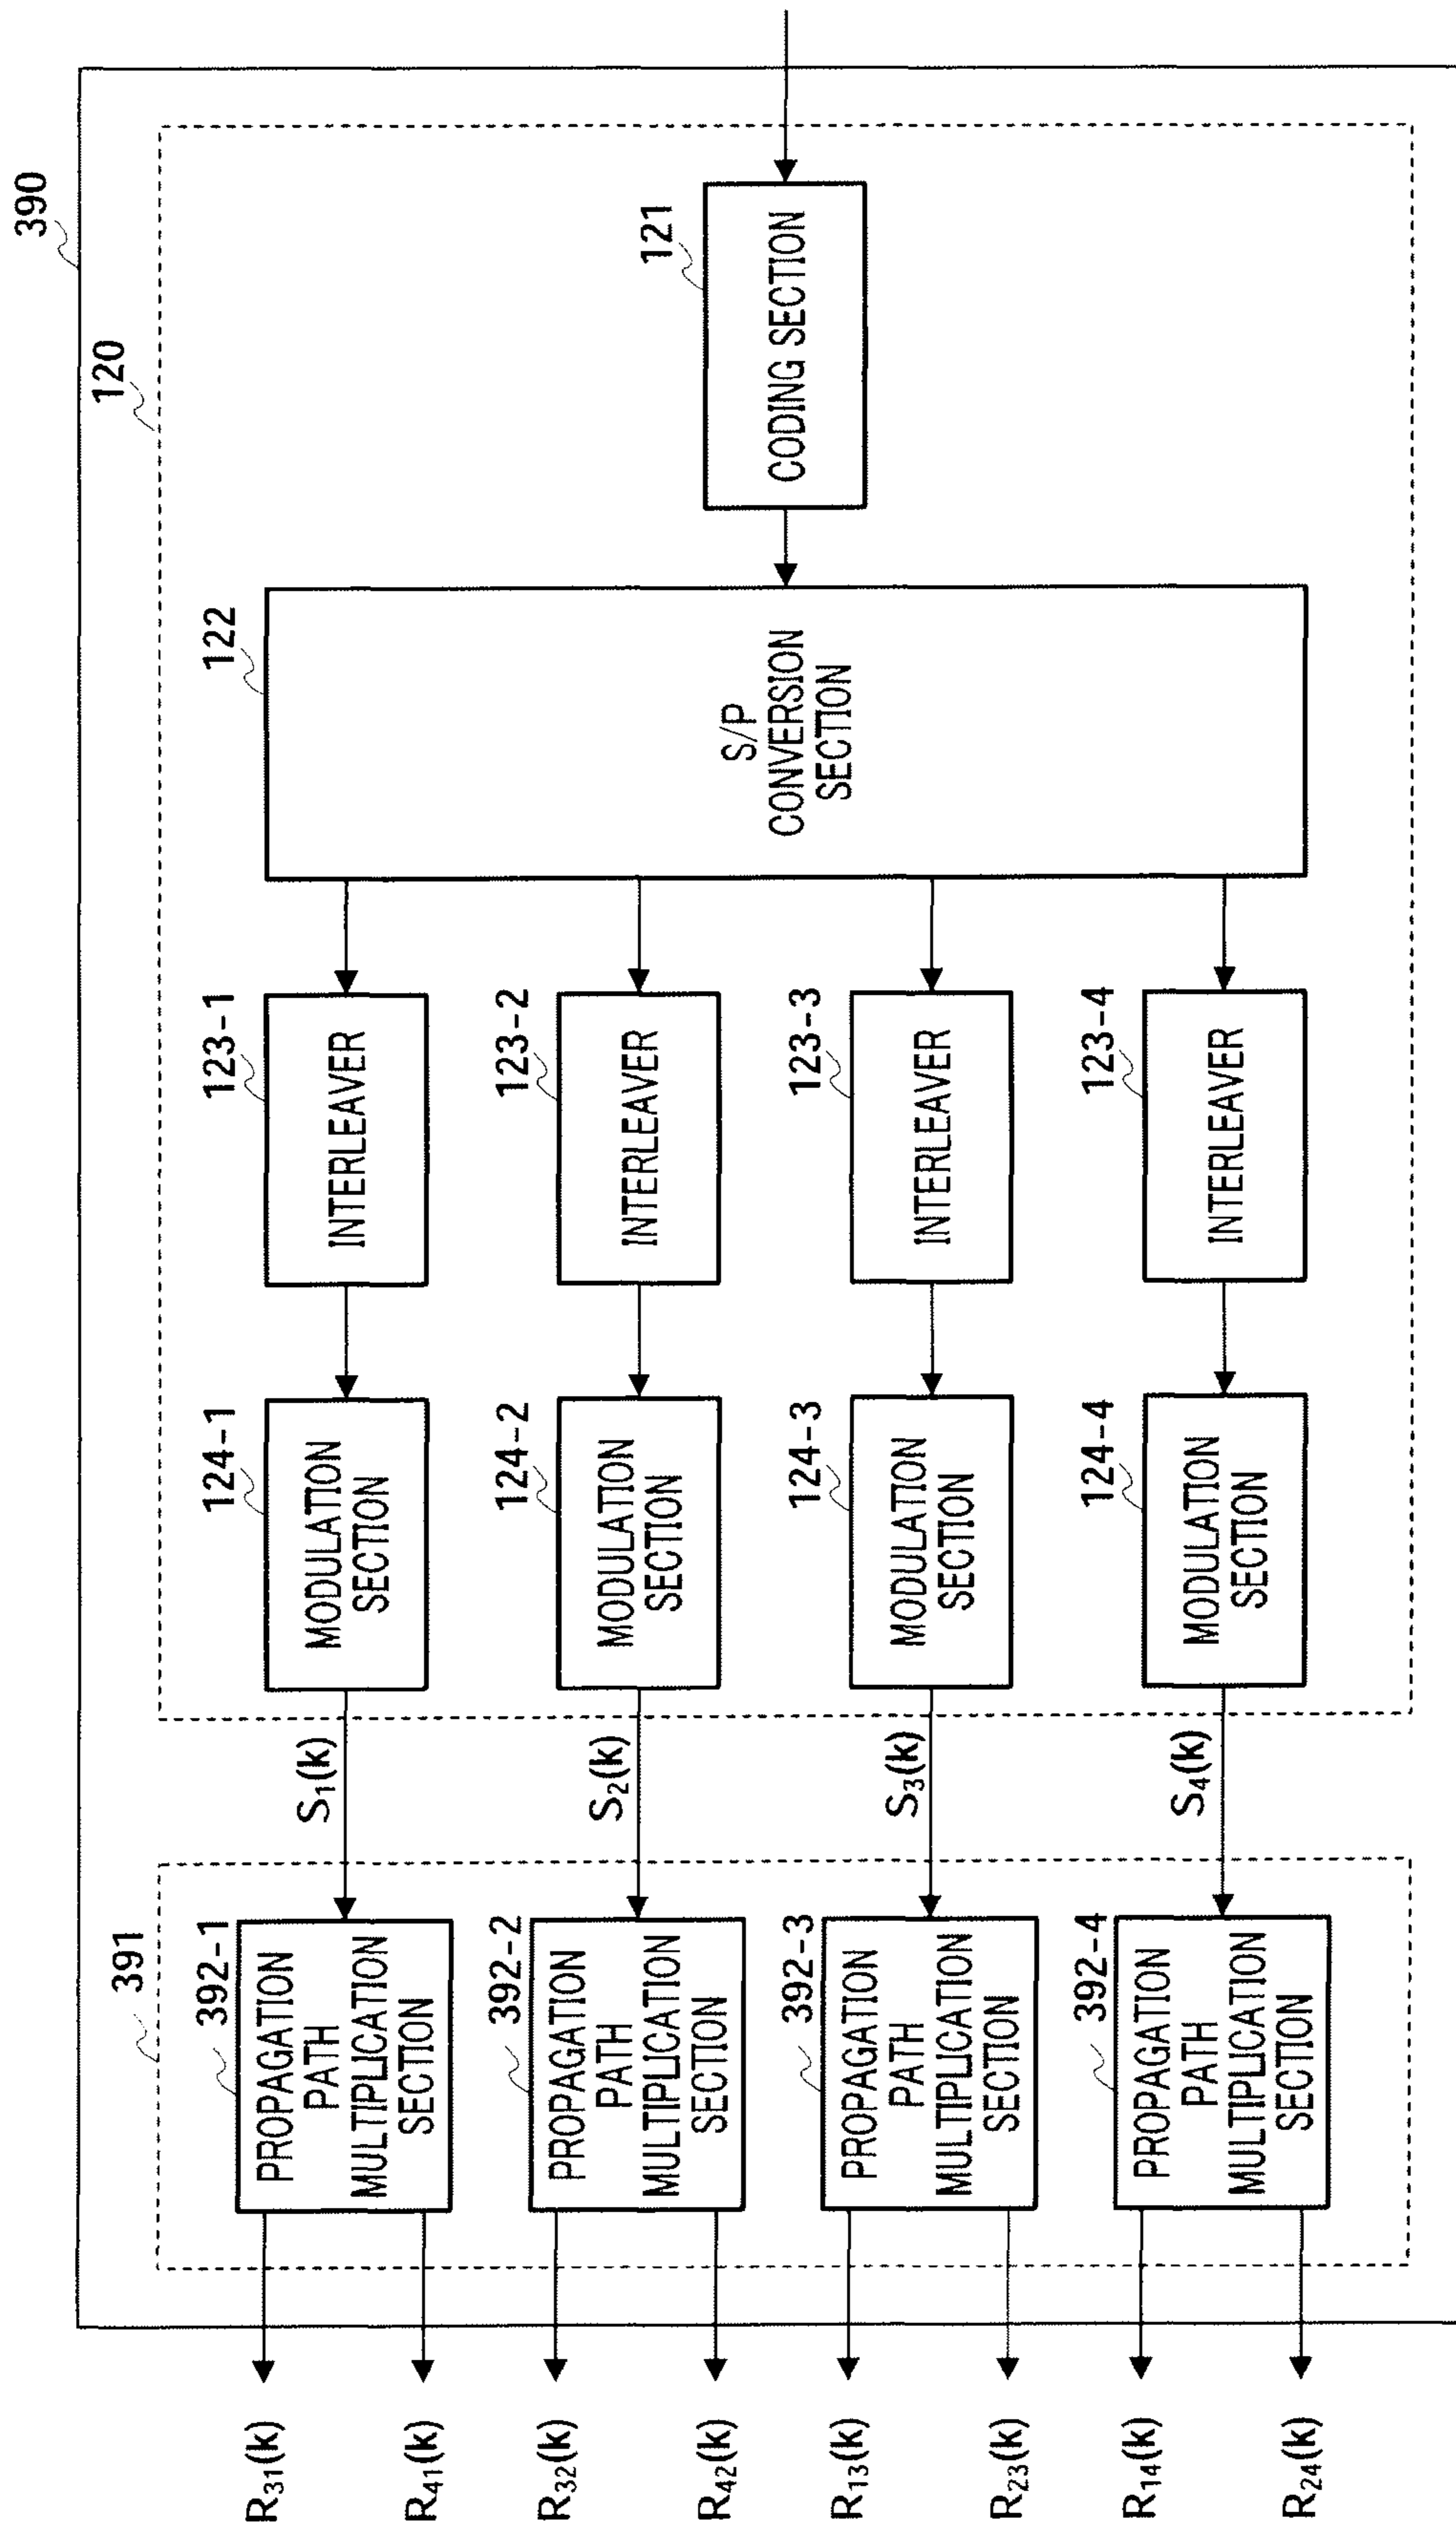 390
120
121
CODING SECTION
122
S/P
CONVERSION
SECTION
123-1
INTERLEAVER
123-2
INTERLEAVER
123-3
INTERLEAVER
123-4
INTERLEAVER
124-1
MODULATION
SECTION
124-2
MODULATION
SECTION
124-3
MODULATION
SECTION
124-4
MODULATION
SECTION
S₁(k)
S₂(k)
S₃(k)
S₄(k)
391
392-1
PROPAGATION
PATH
MULTIPLICATION
SECTION
392-2
PROPAGATION
PATH
MULTIPLICATION
SECTION
392-3
PROPAGATION
PATH
MULTIPLICATION
SECTION
392-4
PROPAGATION
PATH
MULTIPLICATION
SECTION
R₃₁(k)
R₄₁(k)
R₃₂(k)
R₄₂(k)
R₁₃(k)
R₂₃(k)
R₁₄(k)
R₂₄(k)